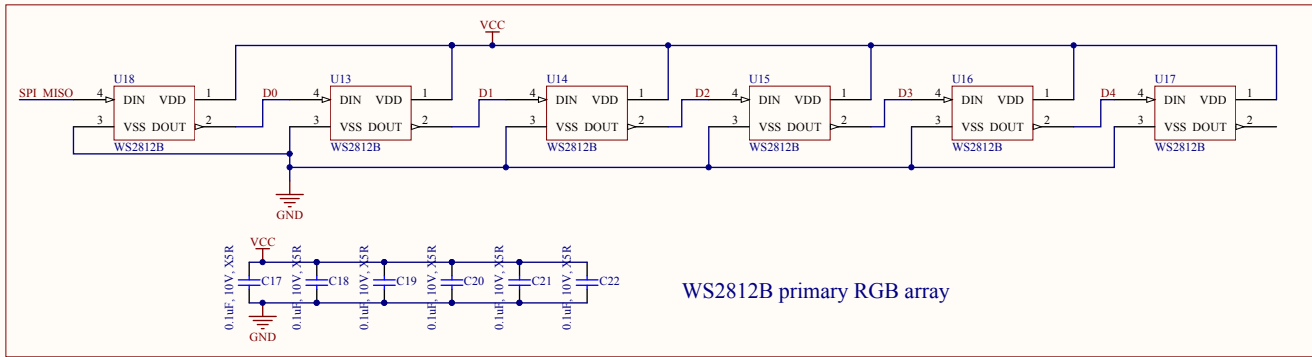 VCC
U18 U13 U14 U15 U16 U17
SPI_MISO 4 DIN VDD 1 D0 4 DIN VDD 1 D1 4 DIN VDD 1 D2 4 DIN VDD 1 D3 4 DIN VDD 1 D4 4 DIN VDD 1
3 VSS DOUT 2 3 VSS DOUT 2 3 VSS DOUT 2 3 VSS DOUT 2 3 VSS DOUT 2 3 VSS DOUT 2
WS2812B WS2812B WS2812B WS2812B WS2812B WS2812B
GND
VCC
0.1uF, 10V, X5R
C17
0.1uF, 10V, X5R
C18
0.1uF, 10V, X5R
C19
0.1uF, 10V, X5R
C20
0.1uF, 10V, X5R
C21
0.1uF, 10V, X5R
C22
GND
WS2812B primary RGB array